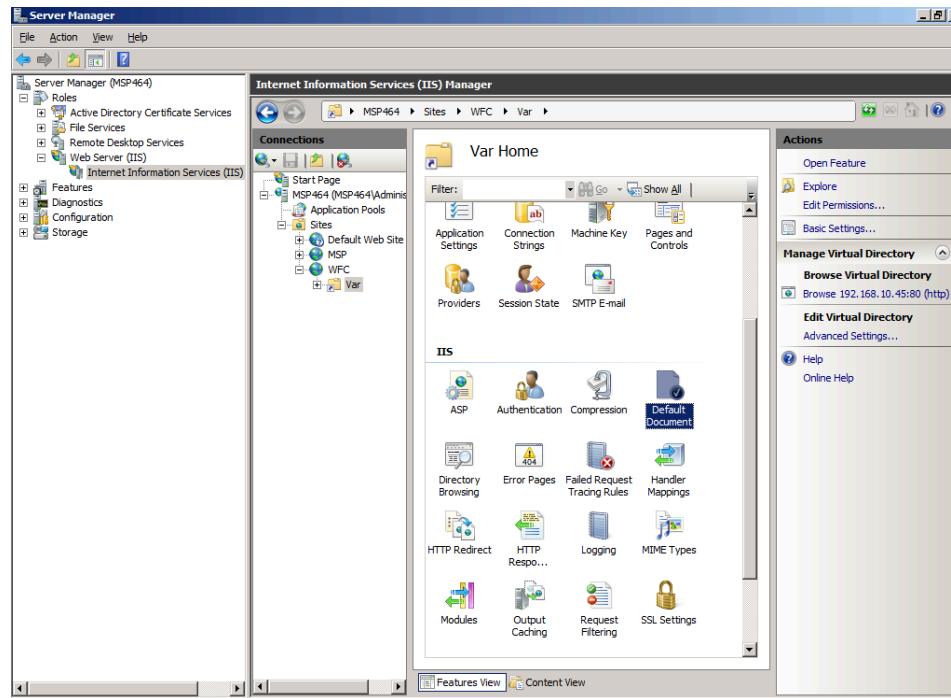 Server Manager
File Action View Help
Server Manager (MSP464)
Roles
Active Directory Certificate Services
File Services
Remote Desktop Services
Web Server (IIS)
Internet Information Services (IIS)
Features
Diagnostics
Configuration
Storage
Internet Information Services (IIS) Manager
MSP464 Sites WFC Var
Connections
Start Page
MSP464 (MSP464\Adminis
Application Pools
Sites
Default Web Site
MSP
WFC
Var
Var Home
Filter: Go Show All
Application Settings
Connection Strings
Machine Key
Pages and Controls
Providers
Session State
SMTP E-mail
IIS
ASP
Authentication
Compression
Default Document
Directory Browsing
404
Error Pages
Failed Request Tracing Rules
Handler Mappings
HTTP Redirect
HTTP Respo...
Logging
MIME Types
Modules
Output Caching
Request Filtering
SSL Settings
Features View Content View
Actions
Open Feature
Explore
Edit Permissions...
Basic Settings...
Manage Virtual Directory
Browse Virtual Directory
Browse 192.168.10.45:80 (http)
Edit Virtual Directory
Advanced Settings...
Help
Online Help